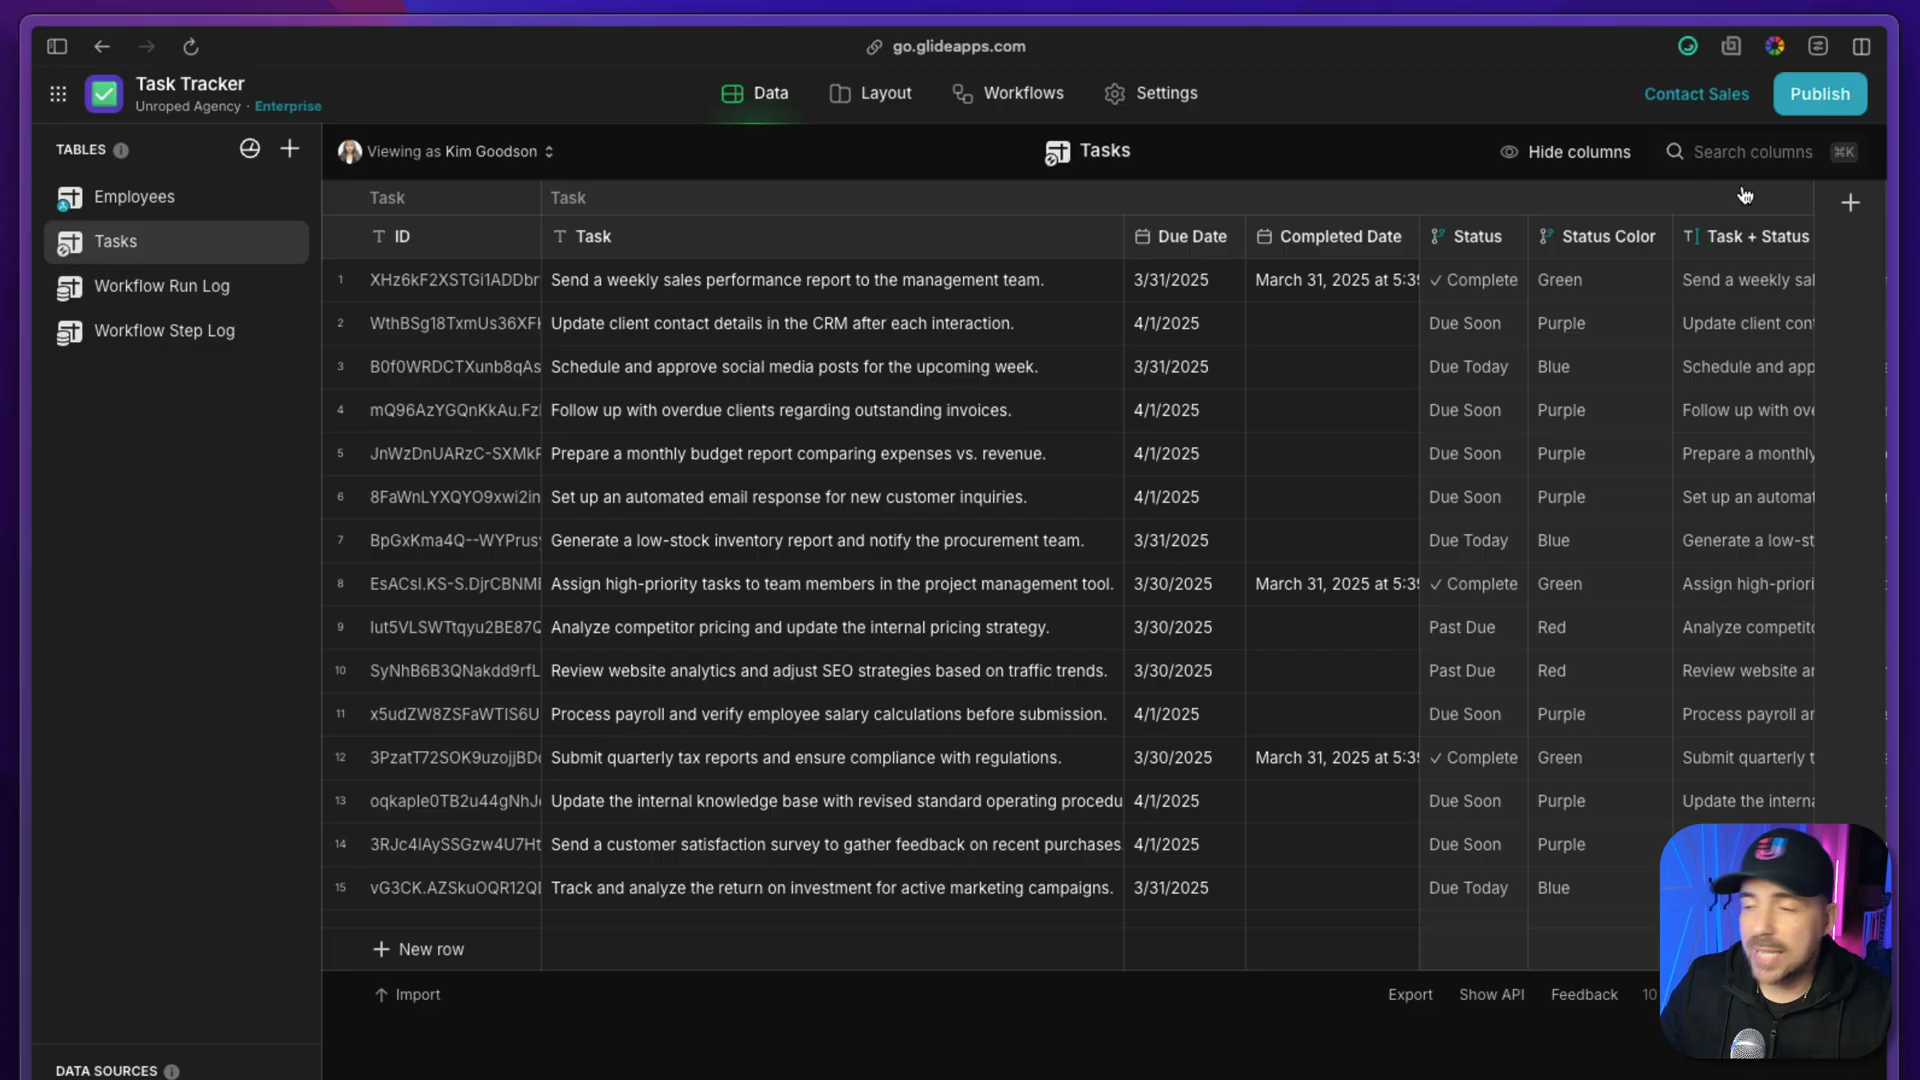 go.glideapps.com
Task Tracker
Unroped Agency · Enterprise
Data
Layout
Workflows
Settings
Contact Sales
Publish
TABLES
Employees
Tasks
Workflow Run Log
Workflow Step Log
DATA SOURCES
Viewing as Kim Goodson
Tasks
Hide columns
Search columns
⌘K
Task Task
ID Task Due Date Completed Date Status Status Color Task + Status
1 XHz6kF2XSTGi1ADDbr Send a weekly sales performance report to the management team. 3/31/2025 March 31, 2025 at 5:39 ✓ Complete Green Send a weekly sal
2 WthBSg18TxmUs36XF Update client contact details in the CRM after each interaction. 4/1/2025 Due Soon Purple Update client con
3 B0f0WRDCTXunb8qAs Schedule and approve social media posts for the upcoming week. 3/31/2025 Due Today Blue Schedule and app
4 mQ96AzYGQnKkAu.Fz Follow up with overdue clients regarding outstanding invoices. 4/1/2025 Due Soon Purple Follow up with ove
5 JnWzDnUARzC-SXMk Prepare a monthly budget report comparing expenses vs. revenue. 4/1/2025 Due Soon Purple Prepare a monthly
6 8FaWnLYXQYO9xwi2in Set up an automated email response for new customer inquiries. 4/1/2025 Due Soon Purple Set up an automat
7 BpGxKma4Q--WYPrus Generate a low-stock inventory report and notify the procurement team. 3/31/2025 Due Today Blue Generate a low-st
8 EsACsI.KS-S.DjrCBNM Assign high-priority tasks to team members in the project management tool. 3/30/2025 March 31, 2025 at 5:39 ✓ Complete Green Assign high-priori
9 Iut5VLSWTtqyu2BE87Q Analyze competitor pricing and update the internal pricing strategy. 3/30/2025 Past Due Red Analyze competito
10 SyNhB6B3QNakdd9rfL Review website analytics and adjust SEO strategies based on traffic trends. 3/30/2025 Past Due Red Review website an
11 x5udZW8ZSFaWTIS6U Process payroll and verify employee salary calculations before submission. 4/1/2025 Due Soon Purple Process payroll an
12 3PzatT72SOK9uzojjBD Submit quarterly tax reports and ensure compliance with regulations. 3/30/2025 March 31, 2025 at 5:39 ✓ Complete Green Submit quarterly t
13 oqkapIe0TB2u44gNhJ Update the internal knowledge base with revised standard operating procedu 4/1/2025 Due Soon Purple Update the interna
14 3RJc4IAySSGzw4U7Ht Send a customer satisfaction survey to gather feedback on recent purchases. 4/1/2025 Due Soon Purple
15 vG3CK.AZSkuOQR12Q Track and analyze the return on investment for active marketing campaigns. 3/31/2025 Due Today Blue
New row
Import
Export
Show API
Feedback
10